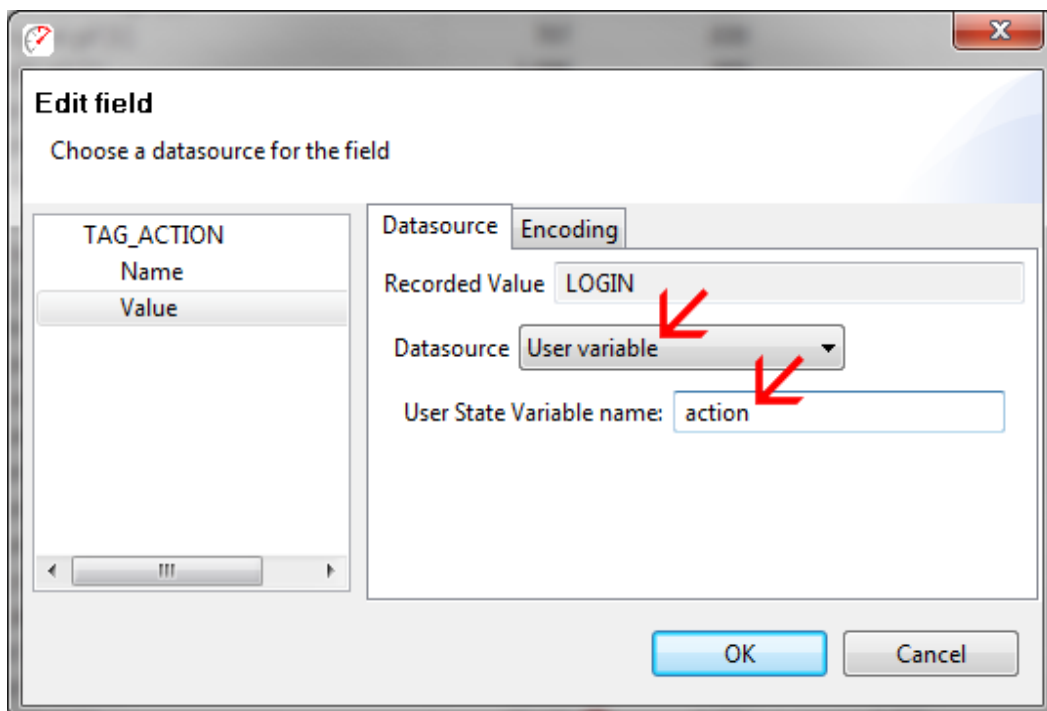 Edit field
Choose a datasource for the field
TAG_ACTION
Name
Value
Datasource
Encoding
Recorded Value LOGIN
Datasource User variable
User State Variable name: action
OK
Cancel